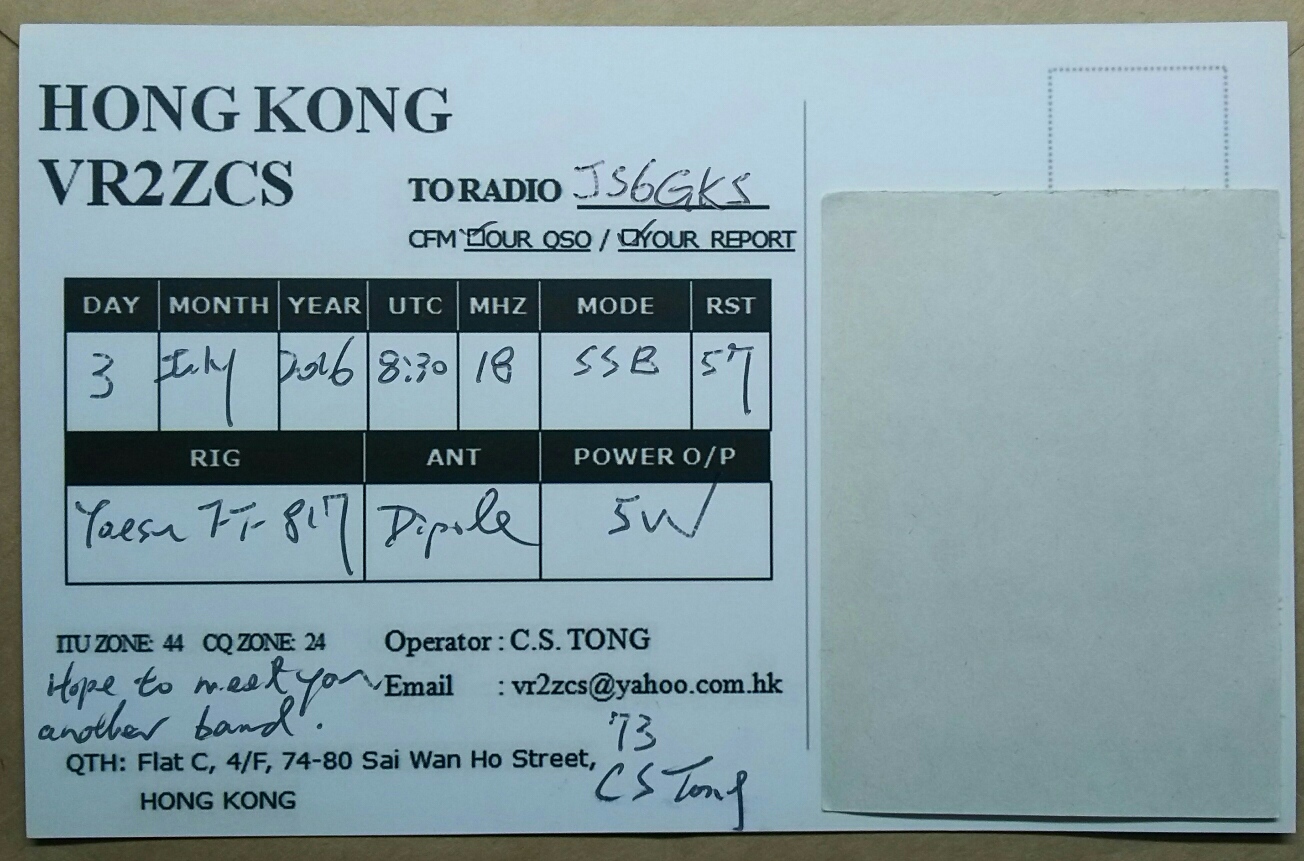 HONG KONG
VR2ZCS
TO RADIO JS6GKS
CFM OUR QSO / YOUR REPORT
DAY MONTH YEAR UTC MHZ MODE RST
3 July 2016 8:30 18 SSB 57
RIG ANT POWER O/P
Yaesu FT-817 Dipole 5W
ITU ZONE: 44 CQ ZONE: 24 Operator : C.S. TONG
Hope to meet you Email : vr2zcs@yahoo.com.hk
another band.
73
QTH: Flat C, 4/F, 74-80 Sai Wan Ho Street,
HONG KONG
CS Tong